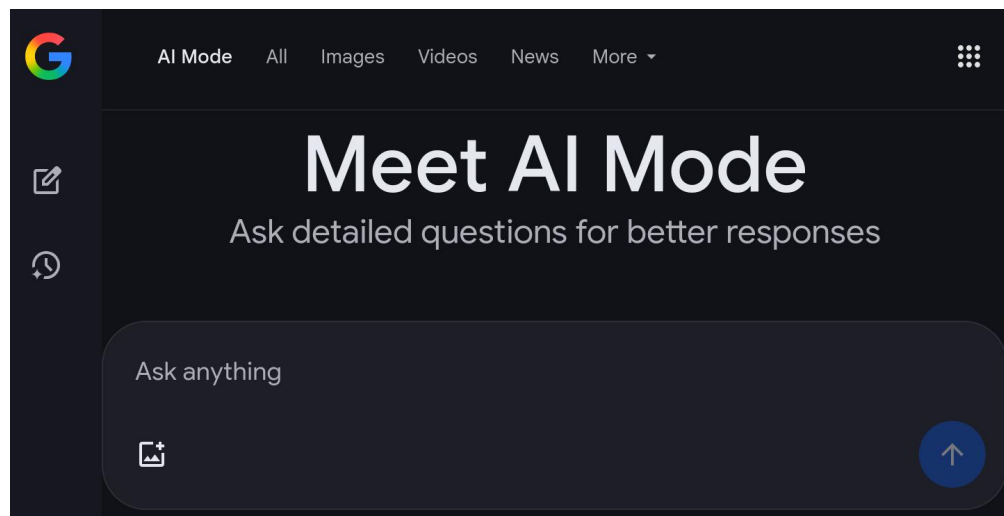 AI Mode All Images Videos News More
Meet AI Mode
Ask detailed questions for better responses
Ask anything